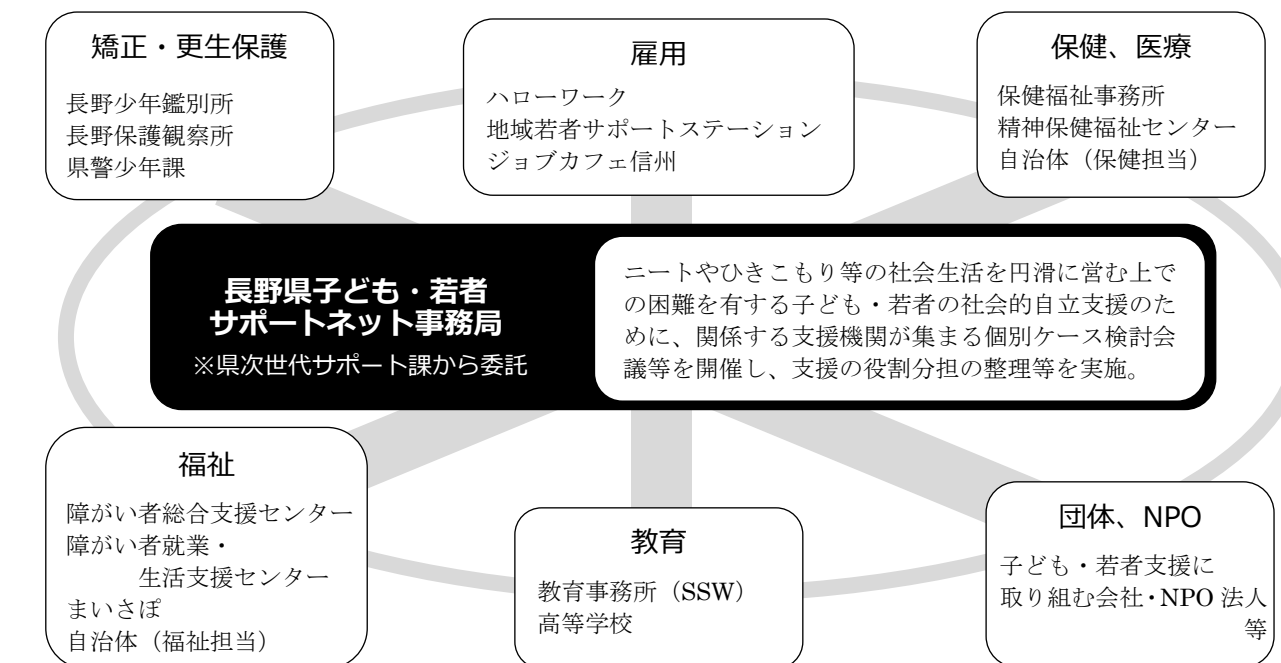 矯正・更生保護
長野少年鑑別所
長野保護観察所
県警少年課
雇用
ハローワーク
地域若者サポートステーション
ジョブカフェ信州
保健、医療
保健福祉事務所
精神保健福祉センター
自治体（保健担当）
長野県子ども・若者
サポートネット事務局
※県次世代サポート課から委託
ニートやひきこもり等の社会生活を円滑に営む上で
の困難を有する子ども・若者の社会的自立支援のた
めに、関係する支援機関が集まる個別ケース検討会
議等を開催し、支援の役割分担の整理等を実施。
福祉
障がい者総合支援センター
障がい者就業・
生活支援センター
まいさぽ
自治体（福祉担当）
教育
教育事務所（SSW）
高等学校
団体、NPO
子ども・若者支援に
取り組む会社・NPO 法人
等